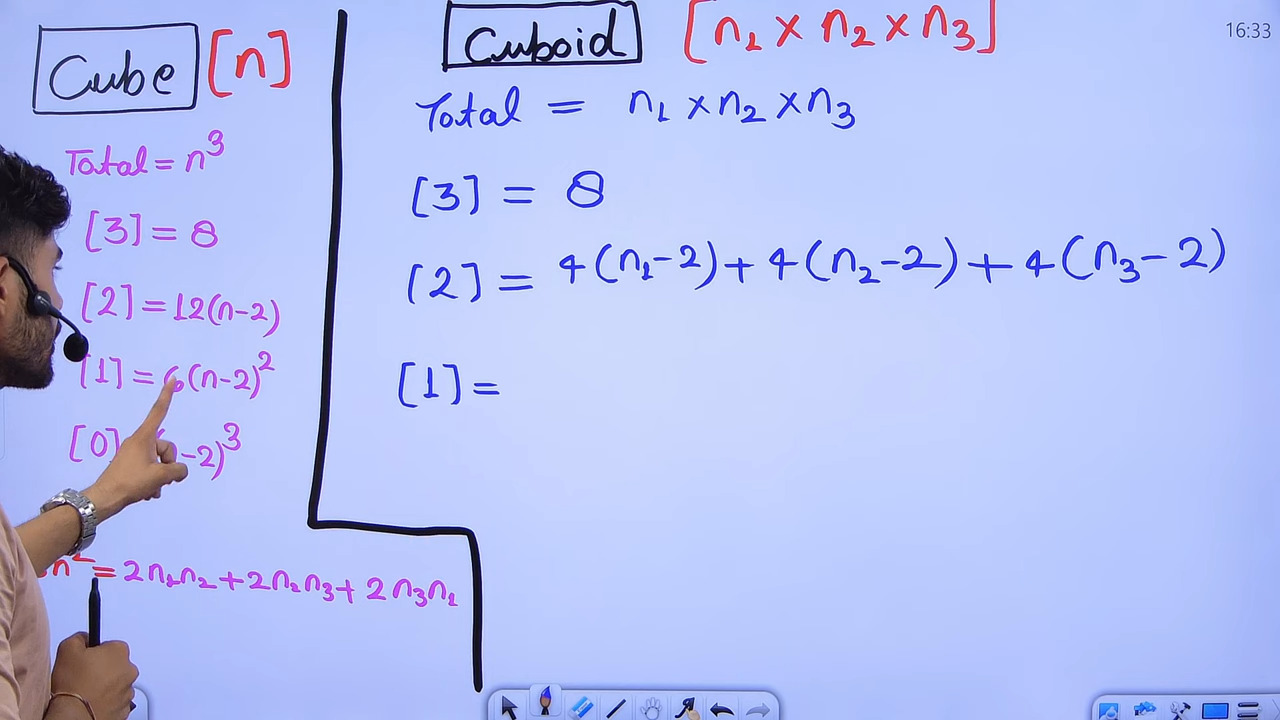 Cube [n]
Total = n³
[3] = 8
[2] = 12(n-2)
[1] = 6(n-2)²
[0] -2)³
n² = 2n₁n₂ + 2n₂n₃ + 2n₃n₁
Cuboid [n₁ × n₂ × n₃]
Total = n₁ × n₂ × n₃
[3] = 8
[2] = 4(n₁-2) + 4(n₂-2) + 4(n₃-2)
[1] =
16:33